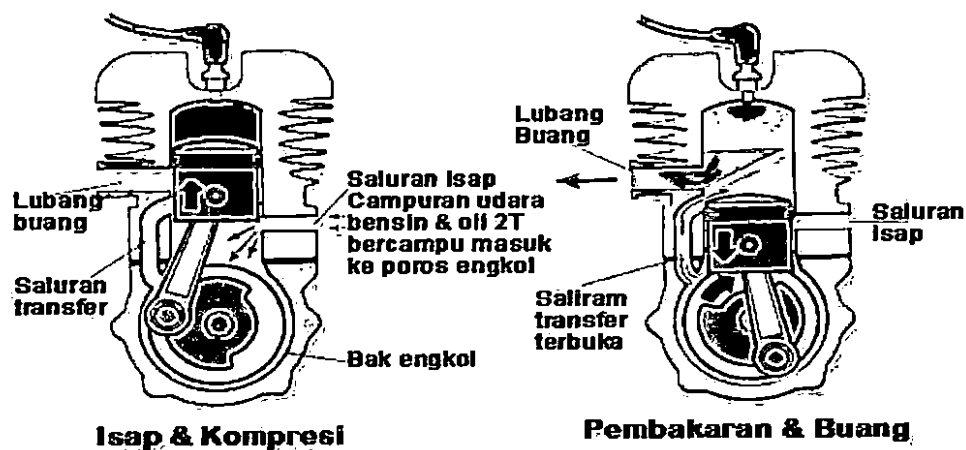 Lubang
buang
Saluran
transfer
Saluran Isap
Campuran udara
bensin & oli 2T
bercampu masuk
ke poros engkol
Bak engkol
Isap & Kompresi
Lubang
Buang
Saluran
Isap
Saliram
transfer
terbuka
Pembakaran & Buang